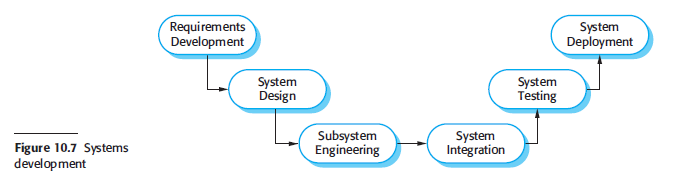 Requirements
Development
System
Design
Subsystem
Engineering
System
Integration
System
Testing
System
Deployment
Figure 10.7 Systems
development